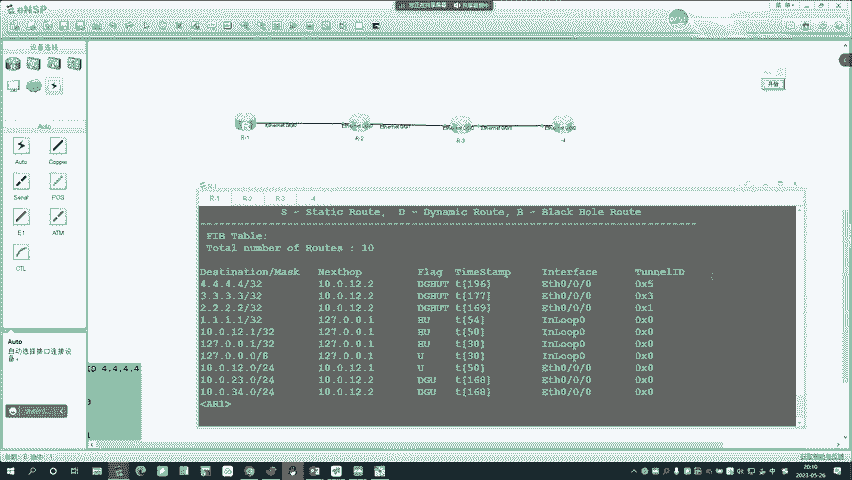 eNSP
设备连线
Auto
Auto
Copper
Serial
POS
E1
ATM
CTL
Auto
自动选择接口连接设备。
R-1
R-2
R-3
-4
R-1 R-2 R-3 -4
S - Static Route, D - Dynamic Route, B - Black Hole Route
FIB Table:
Total number of Routes : 10
Destination/Mask Nexthop Flag TimeStamp Interface TunnelID
4.4.4.4/32 10.0.12.2 DGHUT t[196] Eth0/0/0 0x5
3.3.3.3/32 10.0.12.2 DGHUT t[177] Eth0/0/0 0x3
2.2.2.2/32 10.0.12.2 DGHUT t[169] Eth0/0/0 0x1
1.1.1.1/32 127.0.0.1 HU t[54] InLoop0 0x0
10.0.12.1/32 127.0.0.1 HU t[50] InLoop0 0x0
127.0.0.1/32 127.0.0.1 HU t[30] InLoop0 0x0
127.0.0.0/8 127.0.0.1 U t[30] InLoop0 0x0
10.0.12.0/24 10.0.12.1 U t[50] Eth0/0/0 0x0
10.0.23.0/24 10.0.12.2 DGU t[168] Eth0/0/0 0x0
10.0.34.0/24 10.0.12.2 DGU t[168] Eth0/0/0 0x0
<AR1>
ID 4.4.4.4
20:10
2023-05-26